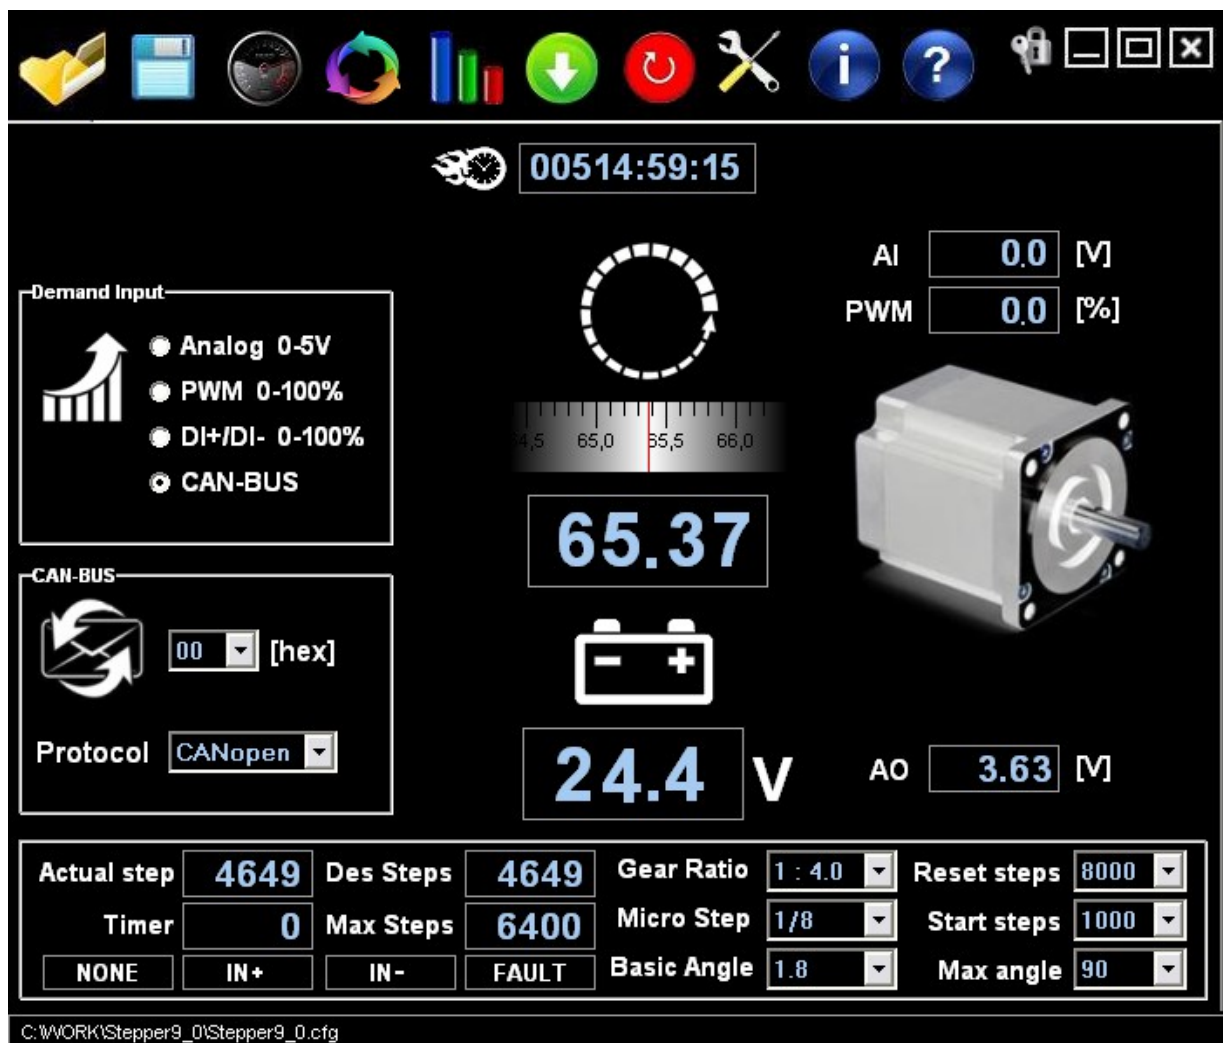 00514:59:15
AI 0.0 [V]
PWM 0.0 [%]
Demand Input
Analog 0-5V
PWM 0-100%
DI+/DI- 0-100%
CAN-BUS
65,0 65,5 66,0
65.37
CAN-BUS
00 [hex]
Protocol CANopen
24.4 V
AO 3.63 [V]
Actual step 4649 Des Steps 4649 Gear Ratio 1 : 4.0 Reset steps 8000
Timer 0 Max Steps 6400 Micro Step 1/8 Start steps 1000
NONE IN+ IN- FAULT Basic Angle 1.8 Max angle 90
C:\WORK\Stepper9_0\Stepper9_0.cfg